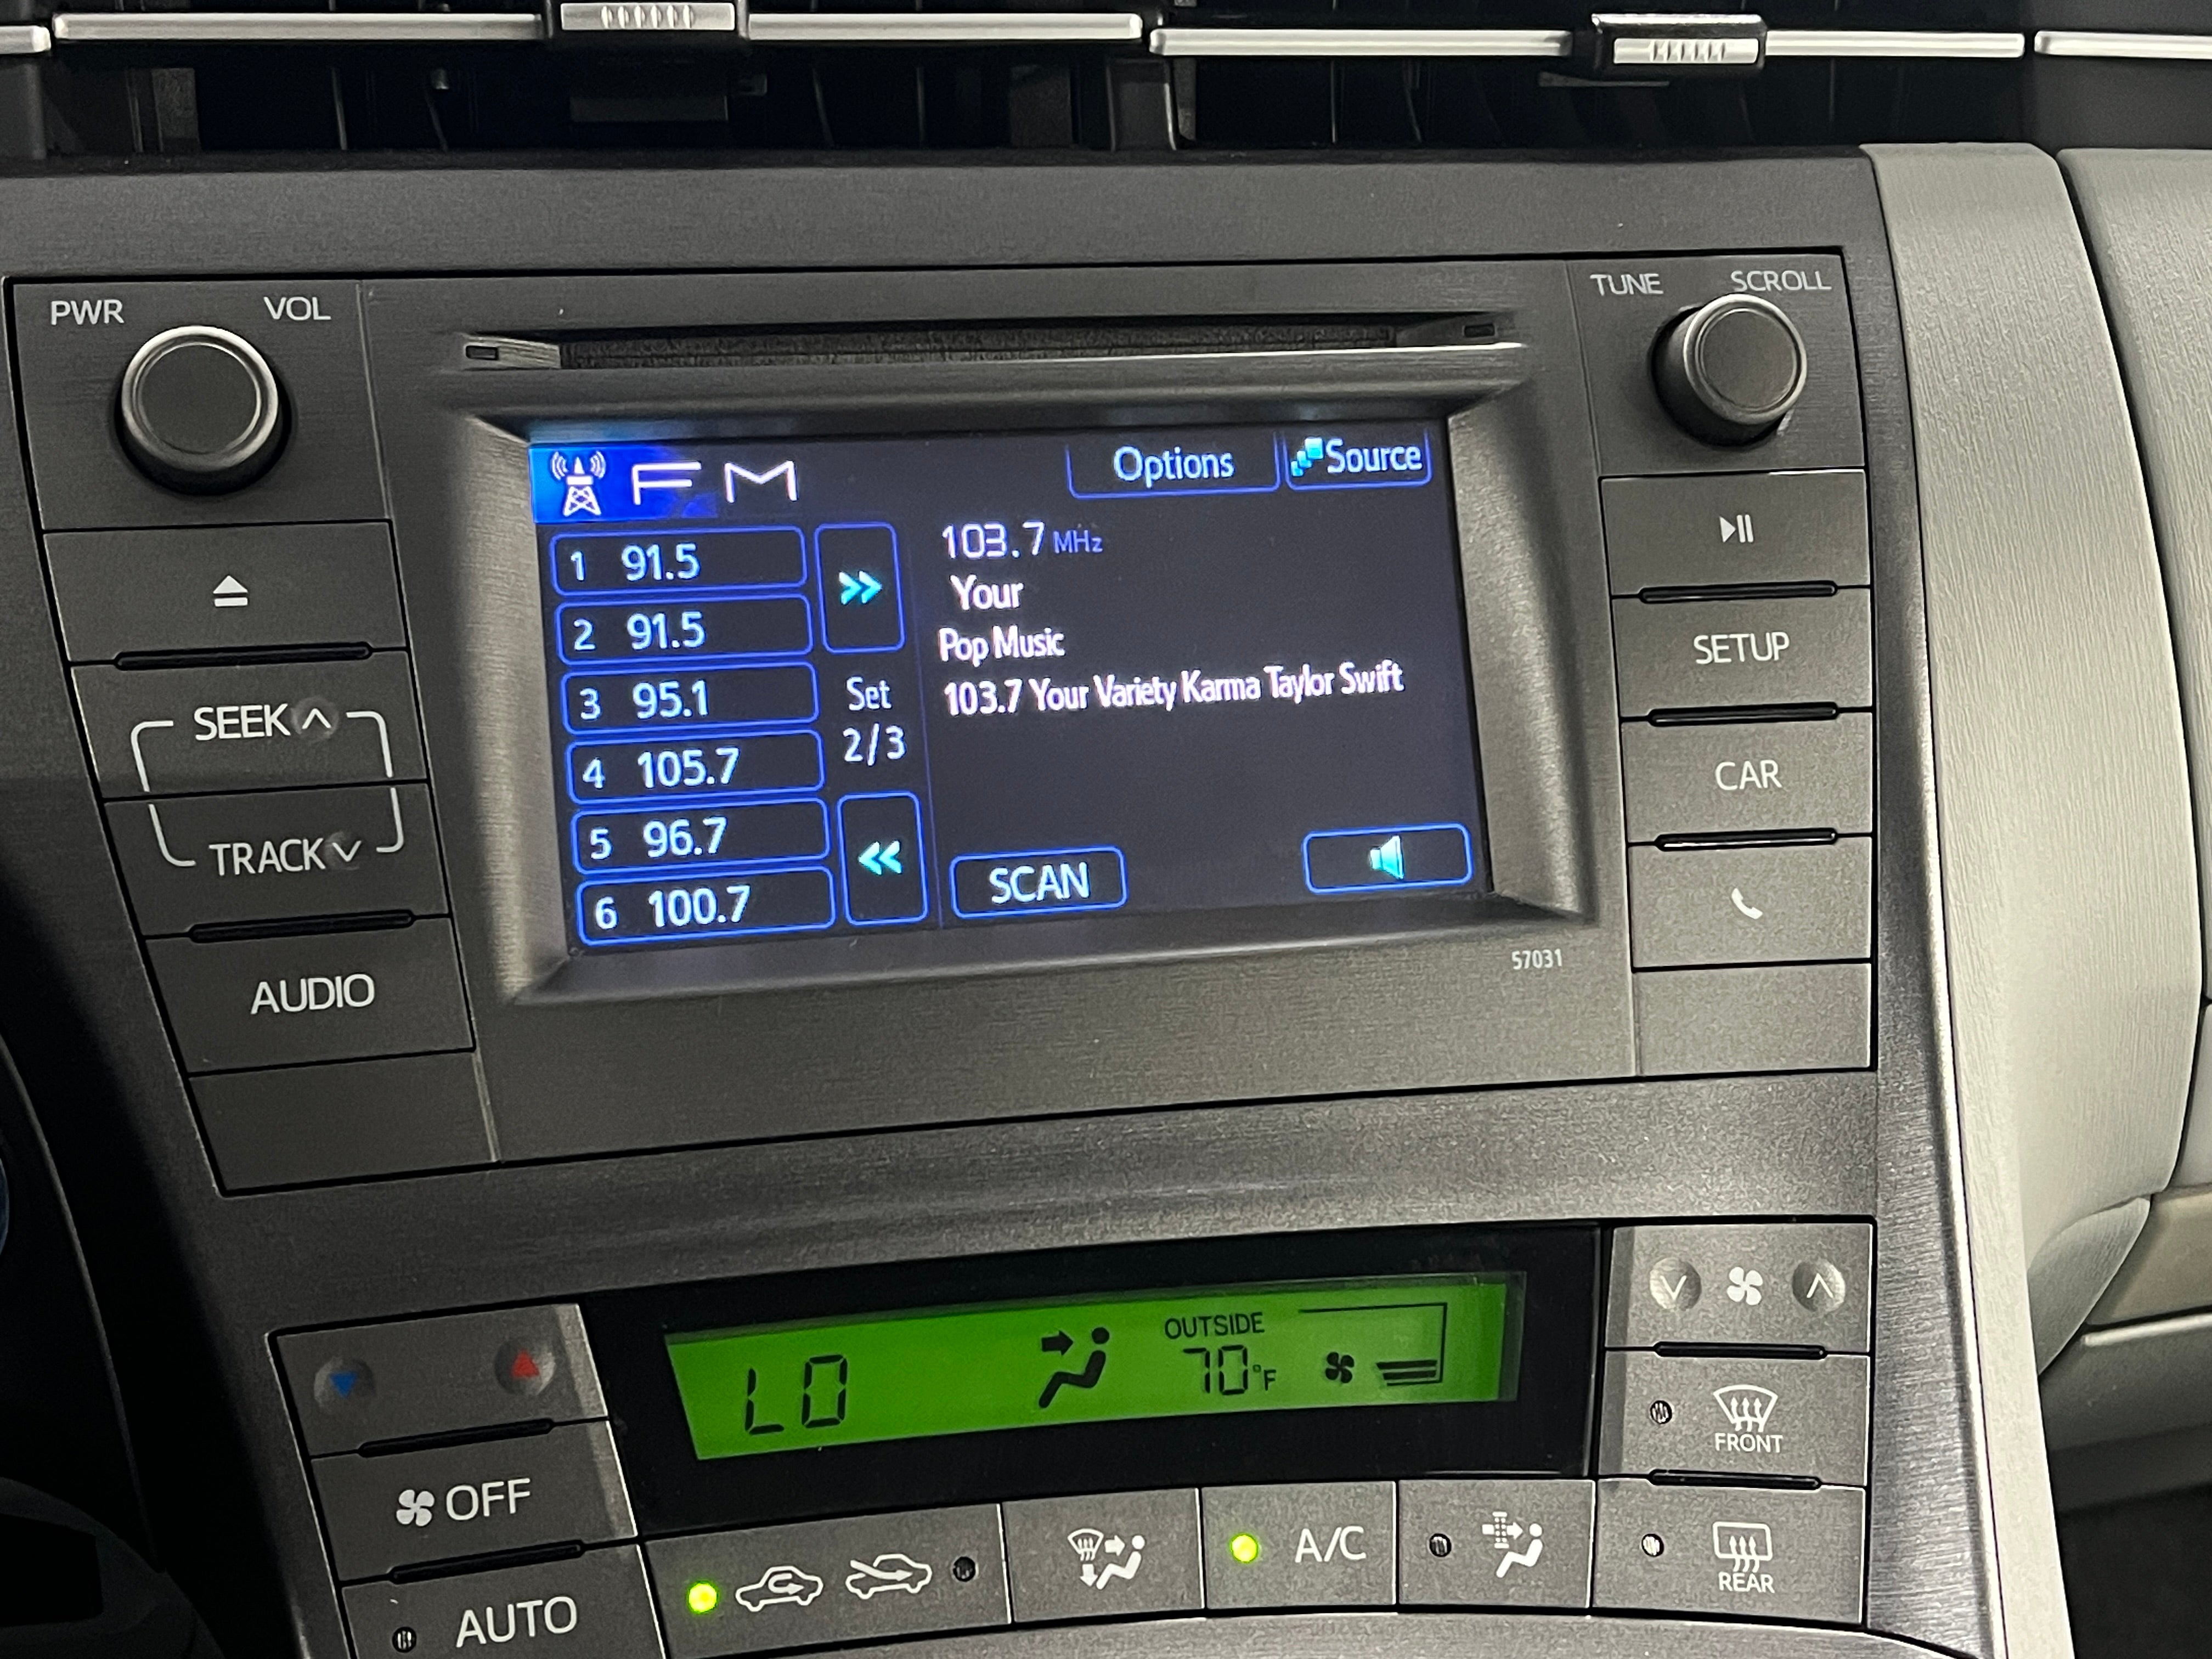 PWR VOL
TUNE SCROLL
FM
Options
Source
1 91.5
2 91.5
3 95.1
4 105.7
5 96.7
6 100.7
Set
2/3
103.7 MHz
Your
Pop Music
103.7 Your Variety Karma Taylor Swift
SCAN
57031
SEEK
TRACK
AUDIO
SETUP
CAR
LO
OUTSIDE
70°F
OFF
AUTO
A/C
FRONT
REAR